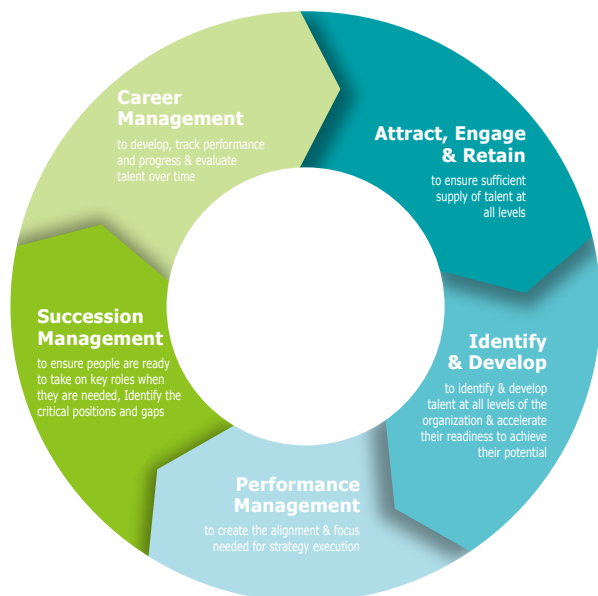 Career
Management
to develop, track performance
and progress & evaluate
talent over time
Attract, Engage
& Retain
to ensure sufficient
supply of talent at
all levels
Identify
& Develop
to identify & develop
talent at all levels of the
organization & accelerate
their readiness to achieve
their potential
Performance
Management
to create the alignment & focus
needed for strategy execution
Succession
Management
to ensure people are ready
to take on key roles when
they are needed, Identify the
critical positions and gaps